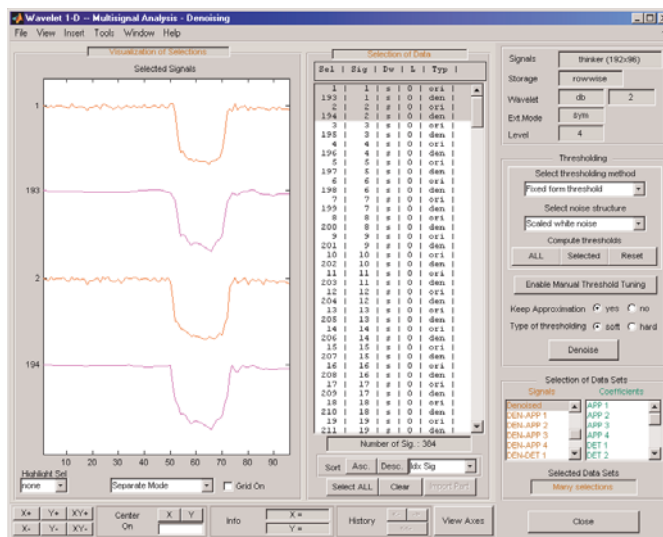 Wavelet 1-D -- Multisignal Analysis - Denoising
File View Insert Tools Window Help
Visualization of Selections
Selected Signals
1
193
2
194
10 20 30 40 50 60 70 80 90
Highlight Sel
none
Separate Mode
Grid On
Selection of Data
Sel | Sig | Dw | L | Typ |
1 | 1 | s | 0 | ori |
193 | 1 | s | 0 | den |
2 | 2 | s | 0 | ori |
194 | 2 | s | 0 | den |
3 | 3 | s | 0 | ori |
195 | 3 | s | 0 | den |
4 | 4 | s | 0 | ori |
196 | 4 | s | 0 | den |
5 | 5 | s | 0 | ori |
197 | 5 | s | 0 | den |
6 | 6 | s | 0 | ori |
198 | 6 | s | 0 | den |
7 | 7 | s | 0 | ori |
199 | 7 | s | 0 | den |
8 | 8 | s | 0 | ori |
200 | 8 | s | 0 | den |
9 | 9 | s | 0 | ori |
201 | 9 | s | 0 | den |
10 | 10 | s | 0 | ori |
202 | 10 | s | 0 | den |
11 | 11 | s | 0 | ori |
203 | 11 | s | 0 | den |
12 | 12 | s | 0 | ori |
204 | 12 | s | 0 | den |
13 | 13 | s | 0 | ori |
205 | 13 | s | 0 | den |
14 | 14 | s | 0 | ori |
206 | 14 | s | 0 | den |
15 | 15 | s | 0 | ori |
207 | 15 | s | 0 | den |
16 | 16 | s | 0 | ori |
208 | 16 | s | 0 | den |
17 | 17 | s | 0 | ori |
209 | 17 | s | 0 | den |
18 | 18 | s | 0 | ori |
210 | 18 | s | 0 | den |
19 | 19 | s | 0 | ori |
211 | 19 | s | 0 | den |
Number of Sig. : 384
Sort Asc. Desc. Idx Sig
Select ALL Clear Import Part
Signals thinker (192x96)
Storage rowwise
Wavelet db 2
Ext.Mode sym
Level 4
Thresholding
Select thresholding method
Fixed form threshold
Select noise structure
Scaled white noise
Compute thresholds
ALL Selected Reset
Enable Manual Threshold Tuning
Keep Approximation yes no
Type of thresholding soft hard
Denoise
Selection of Data Sets
Signals Coefficients
Denoised APP 1
DEN-APP 1 APP 2
DEN-APP 2 APP 3
DEN-APP 3 APP 4
DEN-APP 4 DET 1
DEN-DET 1 DET 2
Selected Data Sets
Many selections
X+ Y+ XY+
X- Y- XY-
Center On X Y
Info X = Y =
History
View Axes
Close